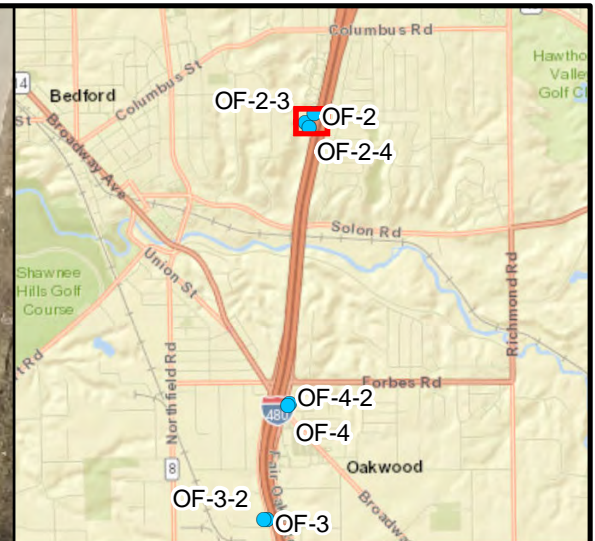 Columbus Rd
Hawtho
Valle
Golf Cl
14
Bedford
Columbus St
St
Broadway Ave
OF-2-3
OF-2
OF-2-4
Solon Rd
Shawnee
Hills Golf
Course
Union St
Richmond Rd
rt Rd
Northfield Rd
Forbes Rd
480
OF-4-2
OF-4
8
Fair Oak
Oakwood
Broadwa
OF-3-2
OF-3